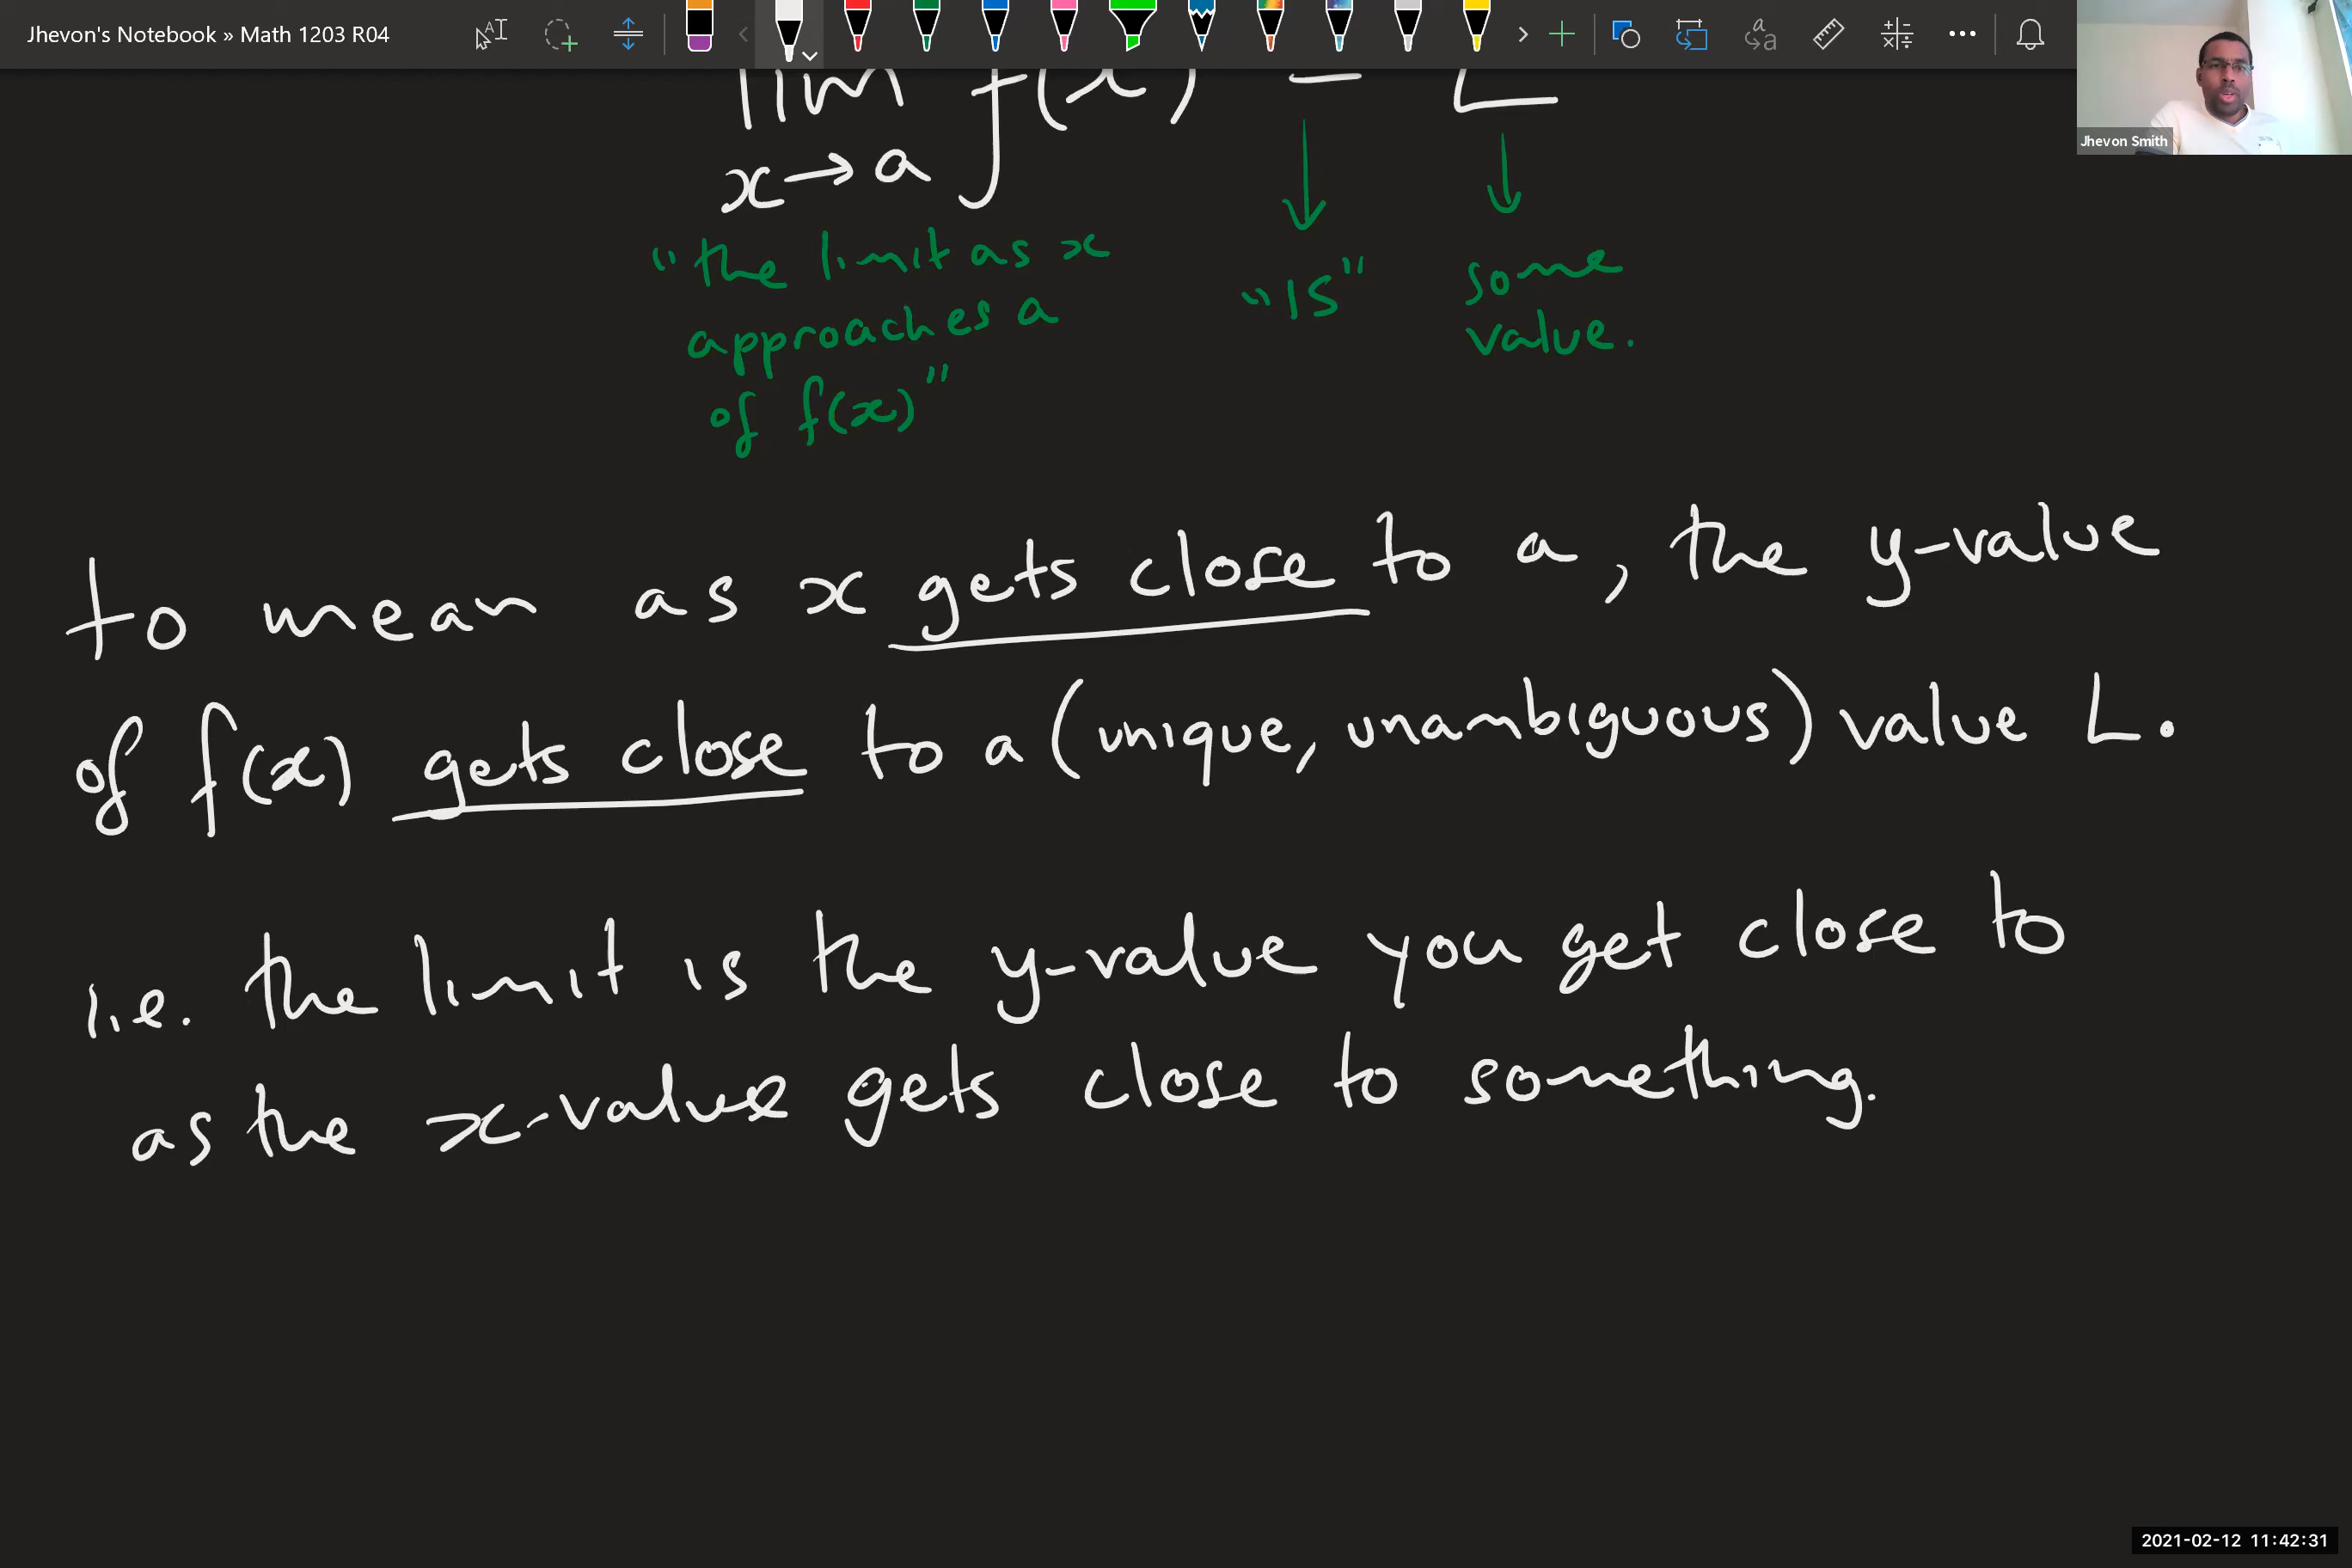 Jhevon's Notebook » Math 1203 R04
Jhevon Smith
lim f(x) = L
x→a
"the limit as x
approaches a
of f(x)"
"IS"
some
value.
to mean as x gets close to a, the y-value
of f(x) gets close to a (unique, unambiguous) value L.
i.e. the limit is the y-value you get close to
as the x-value gets close to something.
2021-02-12 11:42:31